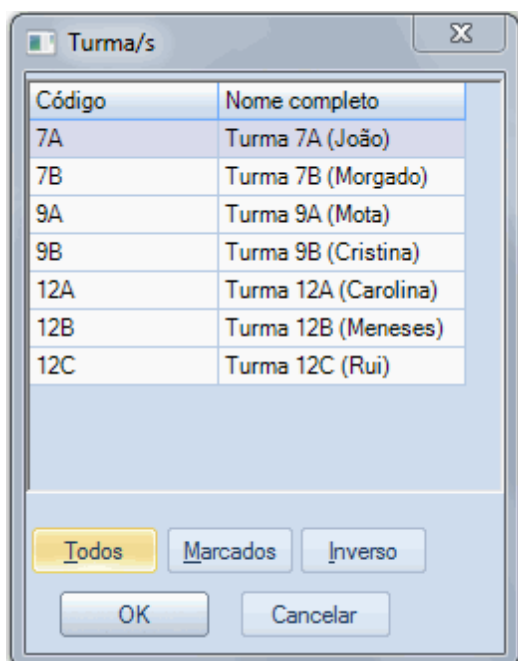 Turma/s
Código Nome completo
7A Turma 7A (João)
7B Turma 7B (Morgado)
9A Turma 9A (Mota)
9B Turma 9B (Cristina)
12A Turma 12A (Carolina)
12B Turma 12B (Meneses)
12C Turma 12C (Rui)
Todos Marcados Inverso
OK Cancelar